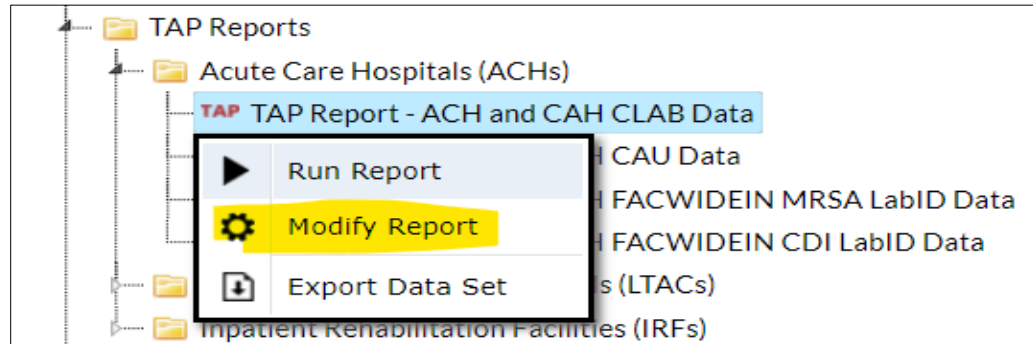 TAP Reports
Acute Care Hospitals (ACHs)
TAP TAP Report - ACH and CAH CLAB Data
Run Report
CAU Data
Modify Report
FACWIDEIN MRSA LabID Data
FACWIDEIN CDI LabID Data
Export Data Set
(LTACs)
Inpatient Rehabilitation Facilities (IRFs)